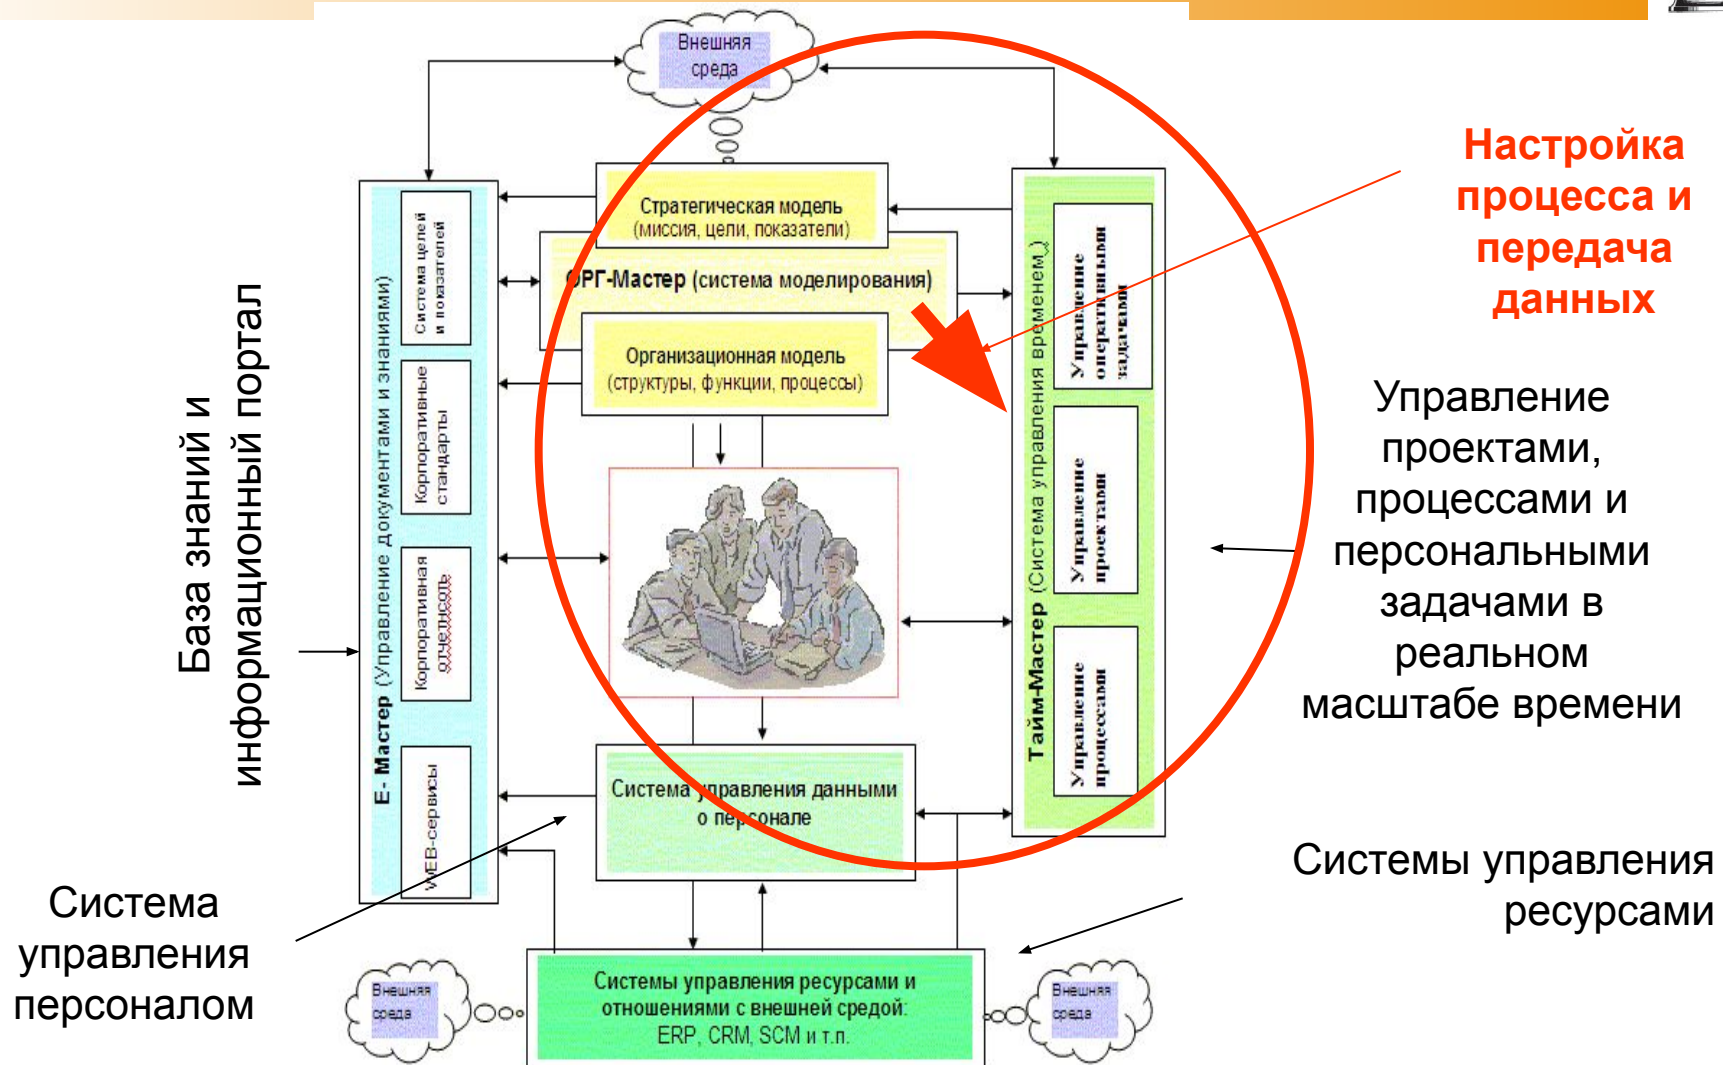 Внешняя
среда
Стратегическая модель
(миссия, цели, показатели)
ОРГ-Мастер (система моделирования)
Организационная модель
(структуры, функции, процессы)
Е- Мастер (Управление документами и знаниями)
Система целей
и показателей
Корпоративные
стандарты
Корпоративная
отчетнсоть
WEB-сервисы
Тайм-Мастер (Система управления временем)
Управление
оперативными
задачами
Управление
проектами
Управление
процессами
Система управления данными
о персонале
Системы управления ресурсами и
отношениями с внешней средой:
ERP, CRM, SCM и т.п.
Внешняя
среда
Внешняя
среда
База знаний и
информационный портал
Система
управления
персоналом
Настройка
процесса и
передача
данных
Управление
проектами,
процессами и
персональными
задачами в
реальном
масштабе времени
Системы управления
ресурсами